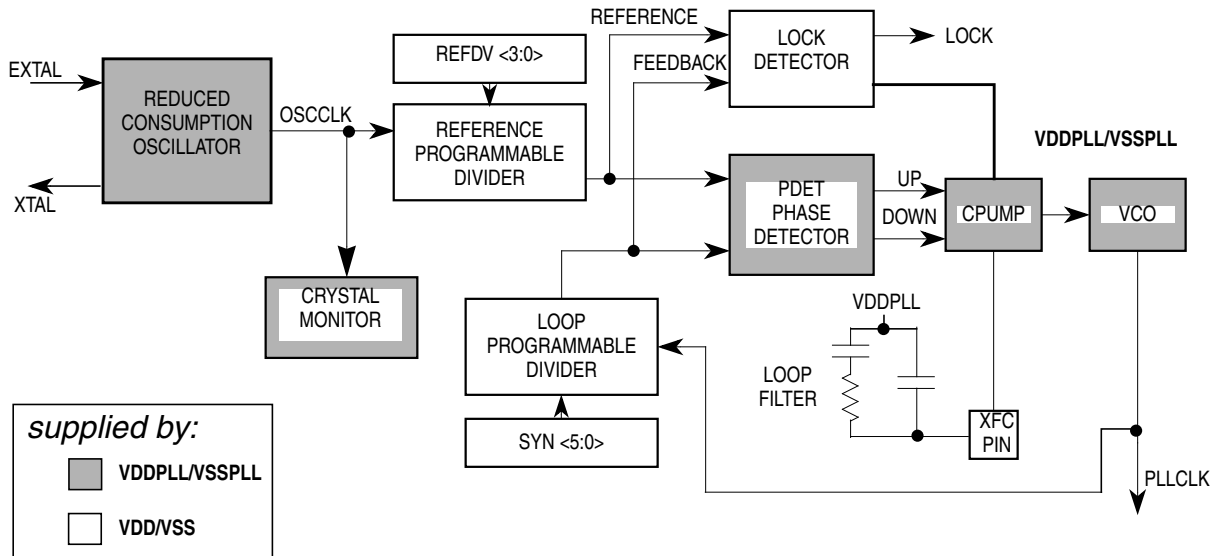 EXTAL
XTAL
REDUCED
CONSUMPTION
OSCILLATOR
OSCCLK
CRYSTAL
MONITOR
REFDV <3:0>
REFERENCE
PROGRAMMABLE
DIVIDER
REFERENCE
FEEDBACK
LOCK
DETECTOR
LOCK
PDET
PHASE
DETECTOR
UP
DOWN
CPUMP
VDDPLL/VSSPLL
VCO
LOOP
PROGRAMMABLE
DIVIDER
SYN <5:0>
VDDPLL
LOOP
FILTER
XFC
PIN
PLLCLK
supplied by:
VDDPLL/VSSPLL
VDD/VSS